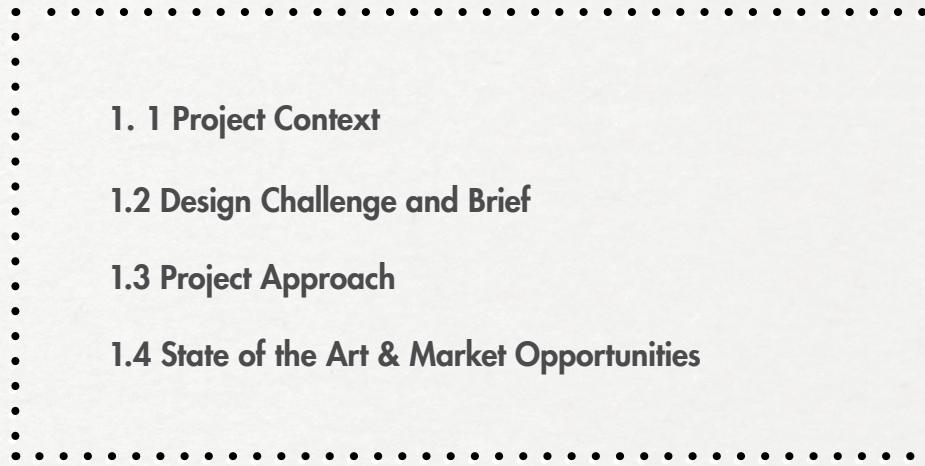 1. 1 Project Context
1.2 Design Challenge and Brief
1.3 Project Approach
1.4 State of the Art & Market Opportunities